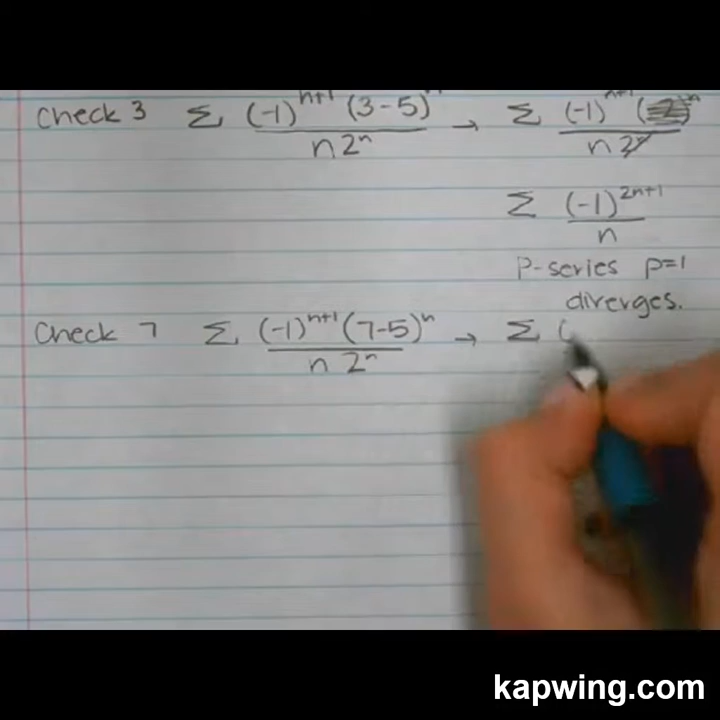 Check 3 Σ (-1)^{n+1} (3-5)^n / n 2^n → Σ (-1)^{n+1} ( )^n / n 2^n
Σ (-1)^{2n+1} / n
P-series p=1
diverges.
Check 7 Σ (-1)^{n+1} (7-5)^n / n 2^n → Σ (
kapwing.com